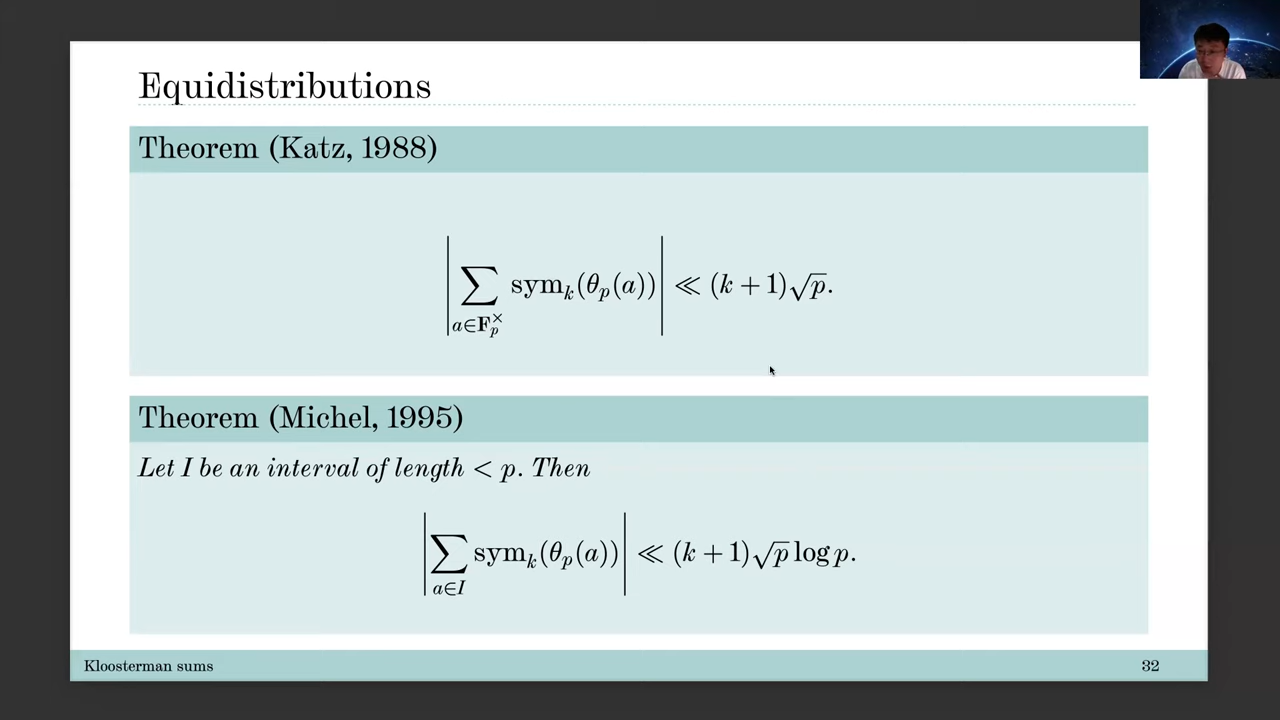 Equidistributions
Theorem (Katz, 1988)
|∑_{a∈F_p^×} sym_k(θ_p(a))| ≪ (k + 1)√p.
Theorem (Michel, 1995)
Let I be an interval of length < p. Then
|∑_{a∈I} sym_k(θ_p(a))| ≪ (k + 1)√p log p.
Kloosterman sums 32